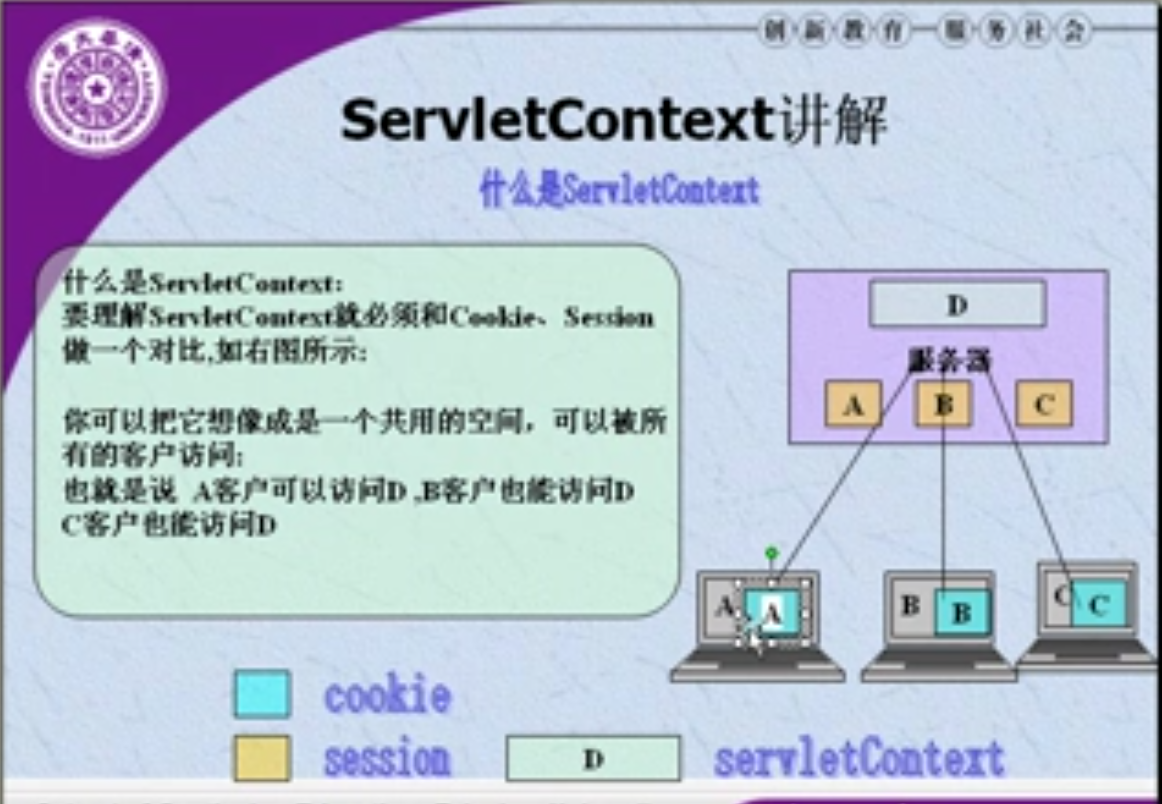 创新教育—服务社会
ServletContext讲解
什么是ServletContext
什么是ServletContext:
要理解ServletContext就必须和Cookie、Session
做一个对比,如右图所示:
你可以把它想像成是一个共用的空间，可以被所
有的客户访问;
也就是说 A客户可以访问D ,B客户也能访问D
C客户也能访问D
D
服务器
A
B
C
A
A
B
B
C
C
cookie
session
D
servletContext